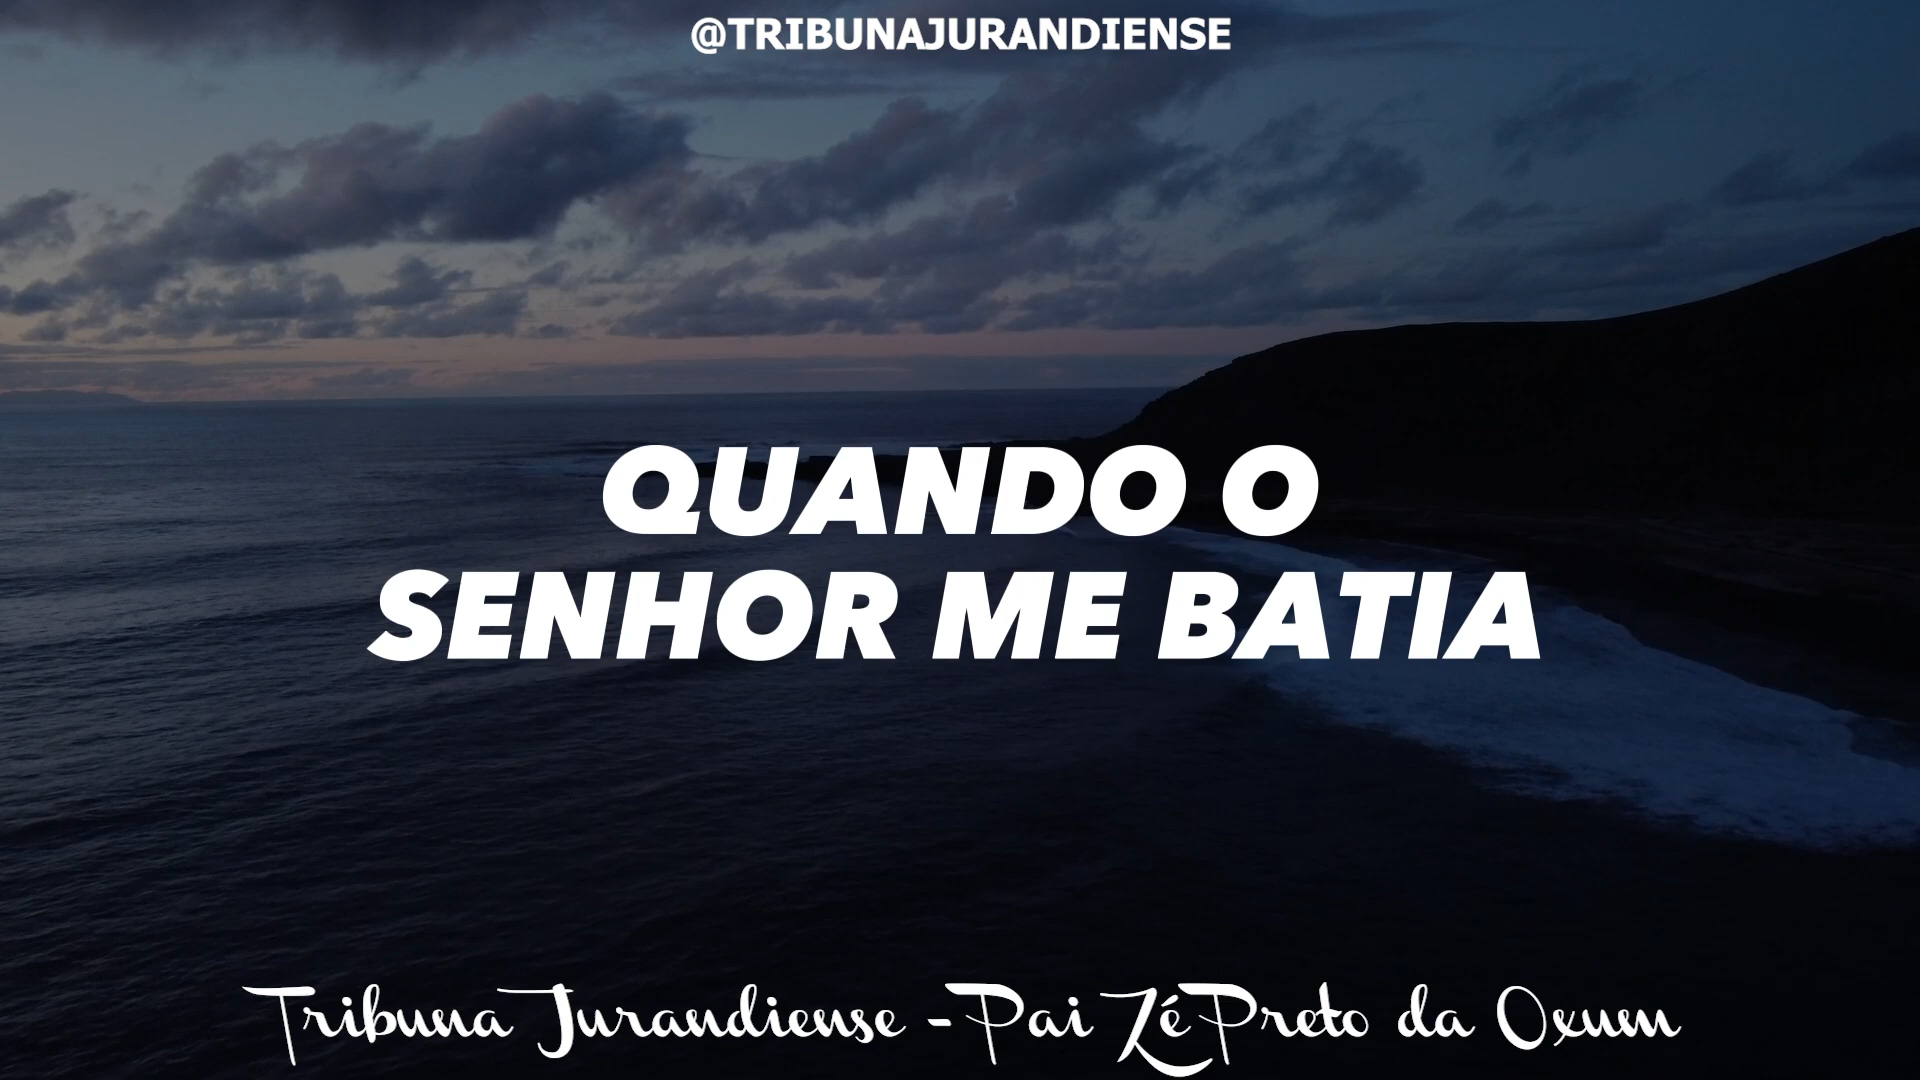 @TRIBUNAJURANDIENSE
QUANDO O
SENHOR ME BATIA
Tribuna Jurandiense - Pai Zé Preto da Oxum